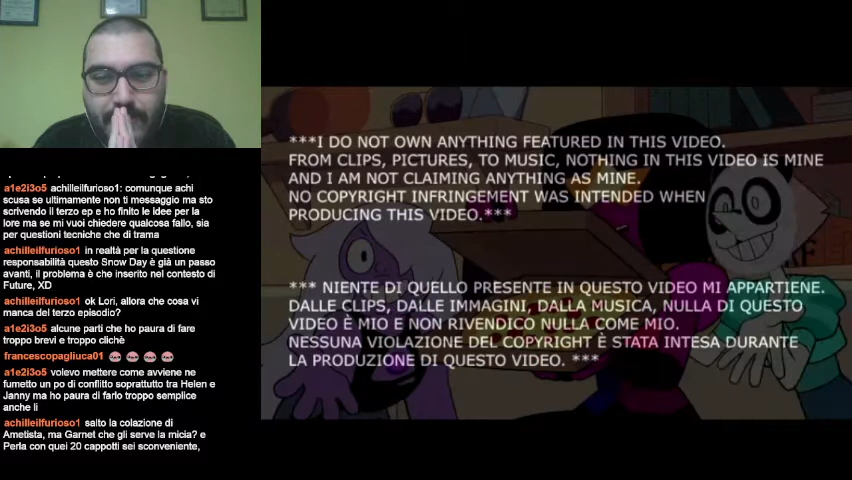 a1e2i3o5 achilleilfurioso1: comunque achi
scusa se ultimamente non ti messaggio ma sto
scrivendo il terzo ep e ho finito le idee per la
lore ma se mi vuoi chiedere qualcosa fallo, sia
per questioni tecniche che di trama
achilleilfurioso1 in realtà per la questione
responsabilità questo Snow Day è già un passo
avanti, il problema è che inserito nel contesto di
Future, XD
achilleilfurioso1 ok Lori, allora che cosa vi
manca del terzo episodio?
a1e2i3o5 alcune parti che ho paura di fare
troppo brevi e troppo clichè
francescopagliuca01
a1e2i3o5 volevo mettere come avviene ne
fumetto un po di conflitto soprattutto tra Helen e
Janny ma ho paura di farlo troppo semplice
anche li
achilleilfurioso1 salto la colazione di
Ametista, ma Garnet che gli serve la micia? e
Perla con quei 20 cappotti sei sconveniente,
***I DO NOT OWN ANYTHING FEATURED IN THIS VIDEO.
FROM CLIPS, PICTURES, TO MUSIC, NOTHING IN THIS VIDEO IS MINE
AND I AM NOT CLAIMING ANYTHING AS MINE.
NO COPYRIGHT INFRINGEMENT WAS INTENDED WHEN
PRODUCING THIS VIDEO.***
*** NIENTE DI QUELLO PRESENTE IN QUESTO VIDEO MI APPARTIENE.
DALLE CLIPS, DALLE IMMAGINI, DALLA MUSICA, NULLA DI QUESTO
VIDEO È MIO E NON RIVENDICO NULLA COME MIO.
NESSUNA VIOLAZIONE DEL COPYRIGHT È STATA INTESA DURANTE
LA PRODUZIONE DI QUESTO VIDEO. ***